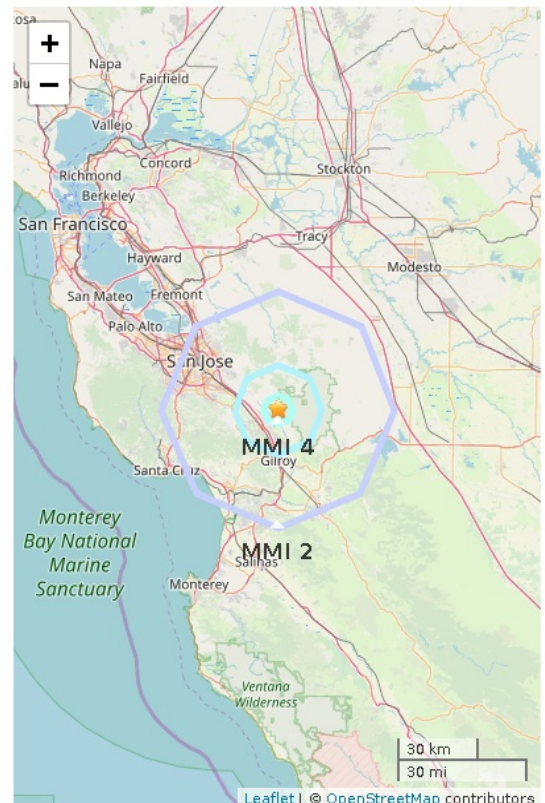 osa
+
−
Napa
Fairfield
Vallejo
Concord
Stockton
Richmond
Berkeley
San Francisco
Tracy
Hayward
Modesto
San Mateo
Fremont
Palo Alto
San Jose
MMI 4
Gilroy
Santa Cruz
Monterey
Bay National
Marine
Sanctuary
MMI 2
Salinas
Monterey
Ventana
Wilderness
30 km
30 mi
Leaflet | © OpenStreetMap contributors